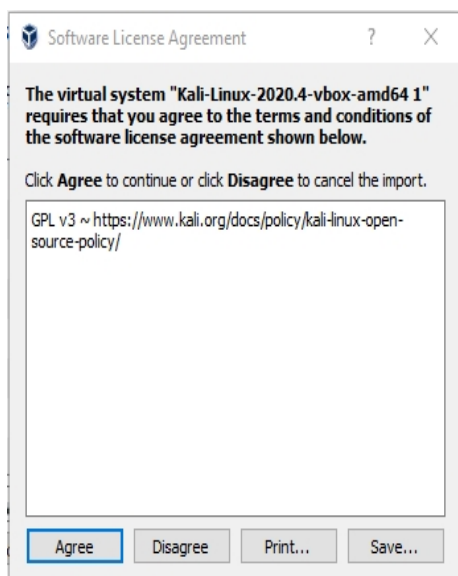 Software License Agreement ?
The virtual system "Kali-Linux-2020.4-vbox-amd64 1"
requires that you agree to the terms and conditions of
the software license agreement shown below.
Click Agree to continue or click Disagree to cancel the import.
GPL v3 ~ https://www.kali.org/docs/policy/kali-linux-open-
source-policy/
Agree Disagree Print... Save...